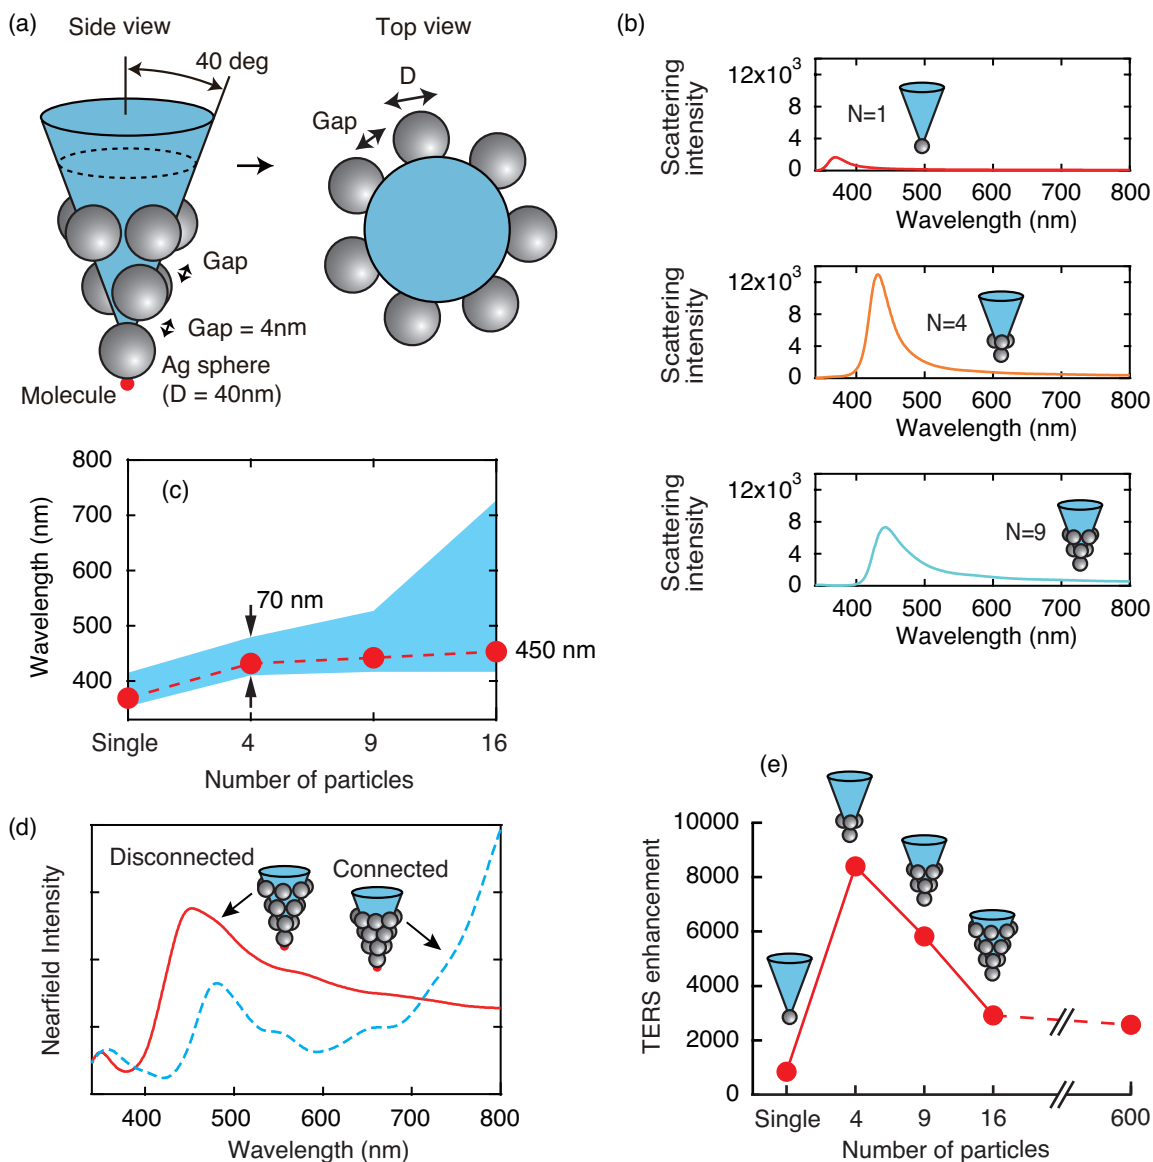 (a)
Side view
Top view
40 deg
D
Gap
Gap
Gap = 4nm
Ag sphere
(D = 40nm)
Molecule
(b)
Scattering
intensity
12x10³
8
4
0
N=1
400
500
600
700
800
Wavelength (nm)
Scattering
intensity
12x10³
8
4
0
N=4
400
500
600
700
800
Wavelength (nm)
Scattering
intensity
12x10³
8
4
0
N=9
400
500
600
700
800
Wavelength (nm)
(c)
Wavelength (nm)
800
700
600
500
400
70 nm
450 nm
Single
4
9
16
Number of particles
(d)
Nearfield Intensity
Disconnected
Connected
400
500
600
700
800
Wavelength (nm)
(e)
TERS enhancement
10000
8000
6000
4000
2000
0
Single
4
9
16
600
Number of particles